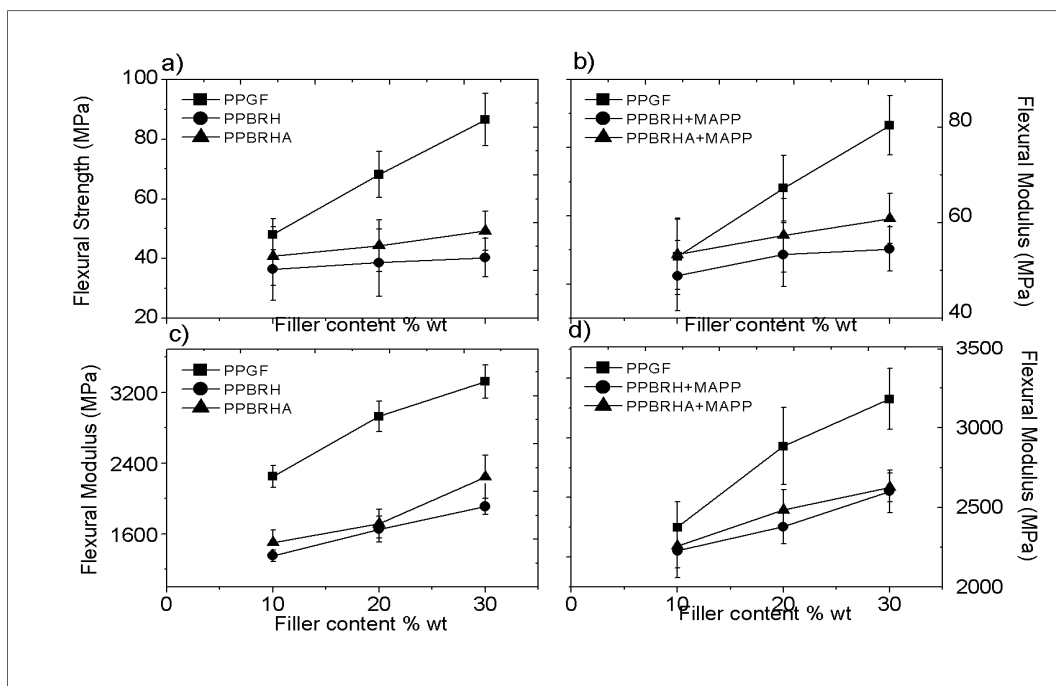 a)
PPGF
PPBRH
PPBRHA
Flexural Strength (MPa)
100
80
60
40
20
Filler content % wt
b)
PPGF
PPBRH+MAPP
PPBRHA+MAPP
Flexural Modulus (MPa)
80
60
40
Filler content % wt
c)
PPGF
PPBRH
PPBRHA
Flexural Modulus (MPa)
3200
2400
1600
0 10 20 30
Filler content % wt
d)
PPGF
PPBRH+MAPP
PPBRHA+MAPP
Flexural Modulus (MPa)
3500
3000
2500
2000
0 10 20 30
Filler content % wt